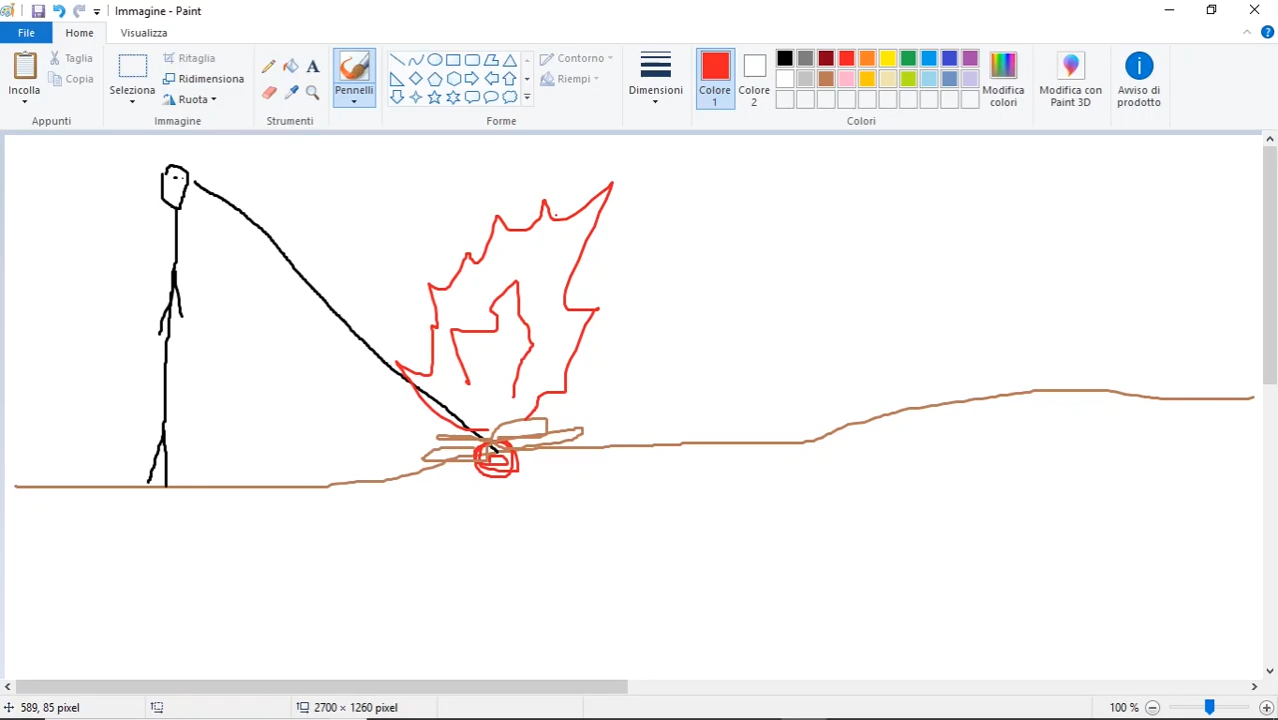 Immagine - Paint
File Home Visualizza
Incolla
Taglia
Copia
Appunti
Selezione
Ritaglia
Ridimensiona
Ruota
Immagine
A
Strumenti
Pennelli
Contorno
Riempi
Forme
Dimensioni
Colore
1
Colore
2
Modifica
colori
Colori
Modifica con
Paint 3D
Avviso di
prodotto
589, 85 pixel 2700 × 1260 pixel 100 %